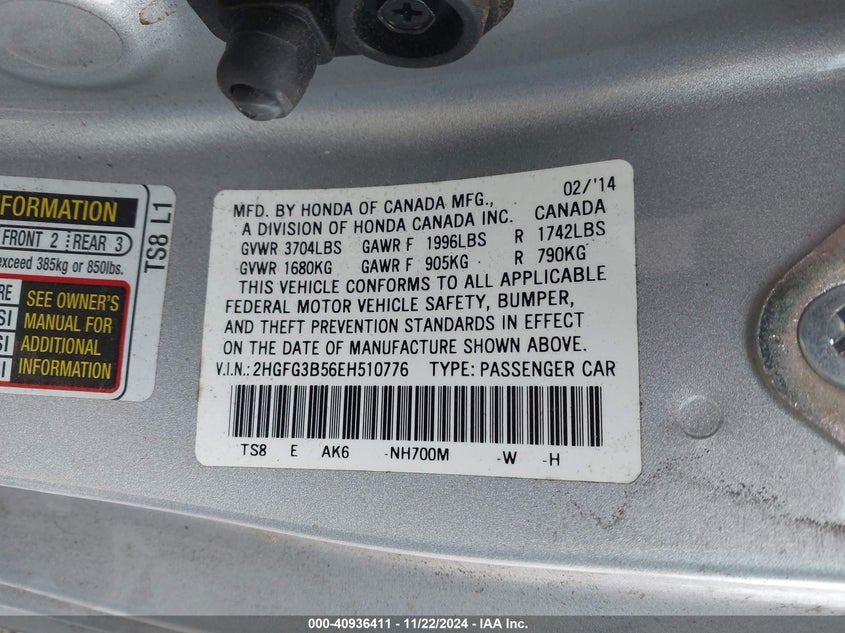 FORMATION
FRONT 2 REAR 3
exceed 385kg or 850lbs.
SEE OWNER'S
MANUAL FOR
ADDITIONAL
INFORMATION
TS8 L1
02/'14
MFD. BY HONDA OF CANADA MFG.,
A DIVISION OF HONDA CANADA INC. CANADA
GVWR 3704LBS GAWR F 1996LBS R 1742LBS
GVWR 1680KG GAWR F 905KG R 790KG
THIS VEHICLE CONFORMS TO ALL APPLICABLE
FEDERAL MOTOR VEHICLE SAFETY, BUMPER,
AND THEFT PREVENTION STANDARDS IN EFFECT
ON THE DATE OF MANUFACTURE SHOWN ABOVE.
V.I.N.: 2HGFG3B56EH510776 TYPE: PASSENGER CAR
TS8 E AK6 -NH700M -W -H
000-40936411 - 11/22/2024 - IAA Inc.